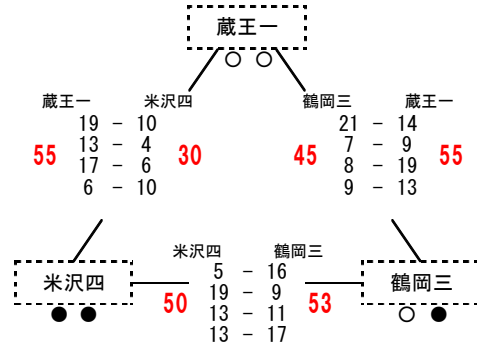 蔵王一
○ ○
蔵王一 米沢四
19 - 10
13 - 4
17 - 6
6 - 10
55 30
鶴岡三 蔵王一
21 - 14
7 - 9
8 - 19
9 - 13
45 55
米沢四
● ●
米沢四 鶴岡三
5 - 16
19 - 9
13 - 11
13 - 17
50 53
鶴岡三
○ ●